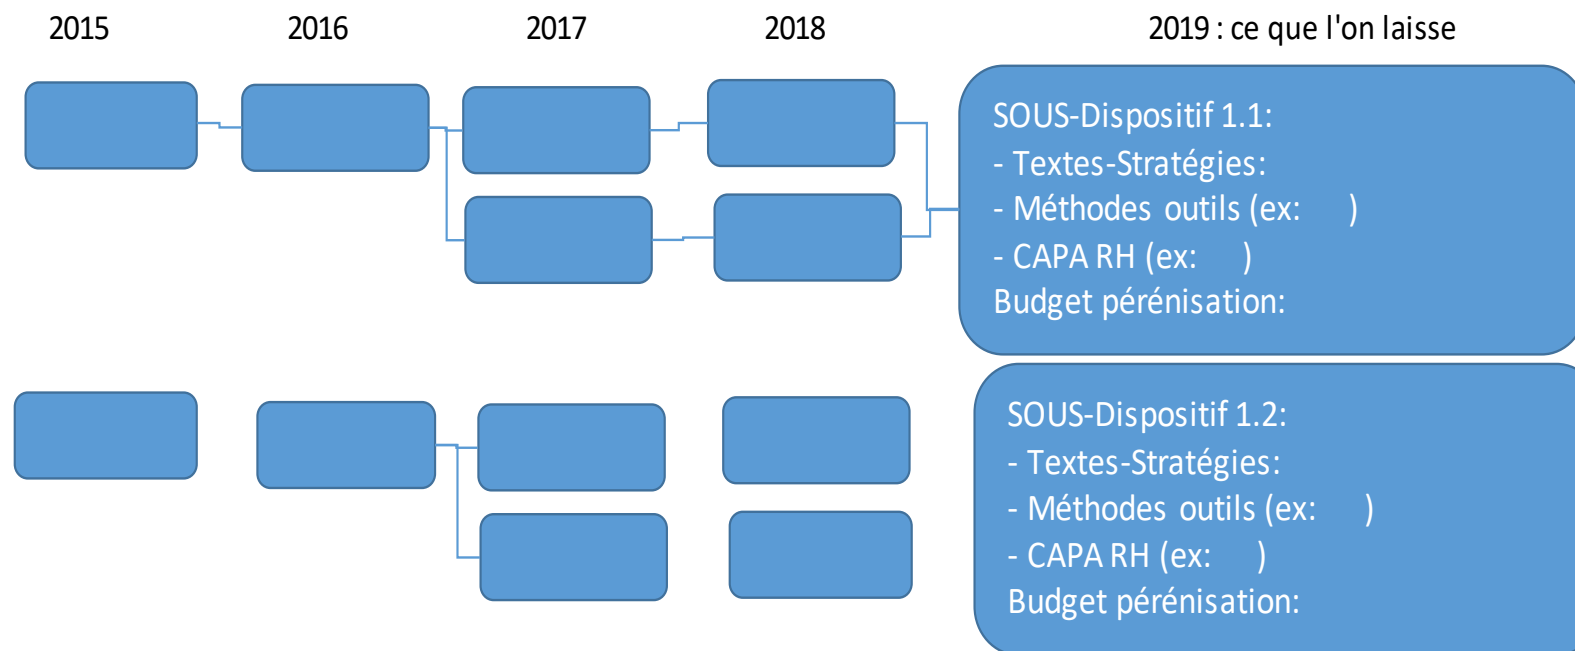 2015 2016 2017 2018 2019 : ce que l'on laisse
SOUS-Dispositif 1.1:
- Textes-Stratégies:
- Méthodes outils (ex:    )
- CAPA RH (ex:    )
Budget pérénisation:
SOUS-Dispositif 1.2:
- Textes-Stratégies:
- Méthodes outils (ex:    )
- CAPA RH (ex:    )
Budget pérénisation: